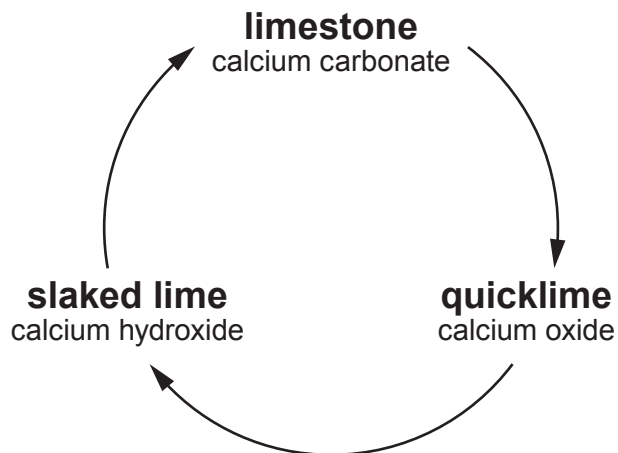 limestone
calcium carbonate
slaked lime
calcium hydroxide
quicklime
calcium oxide